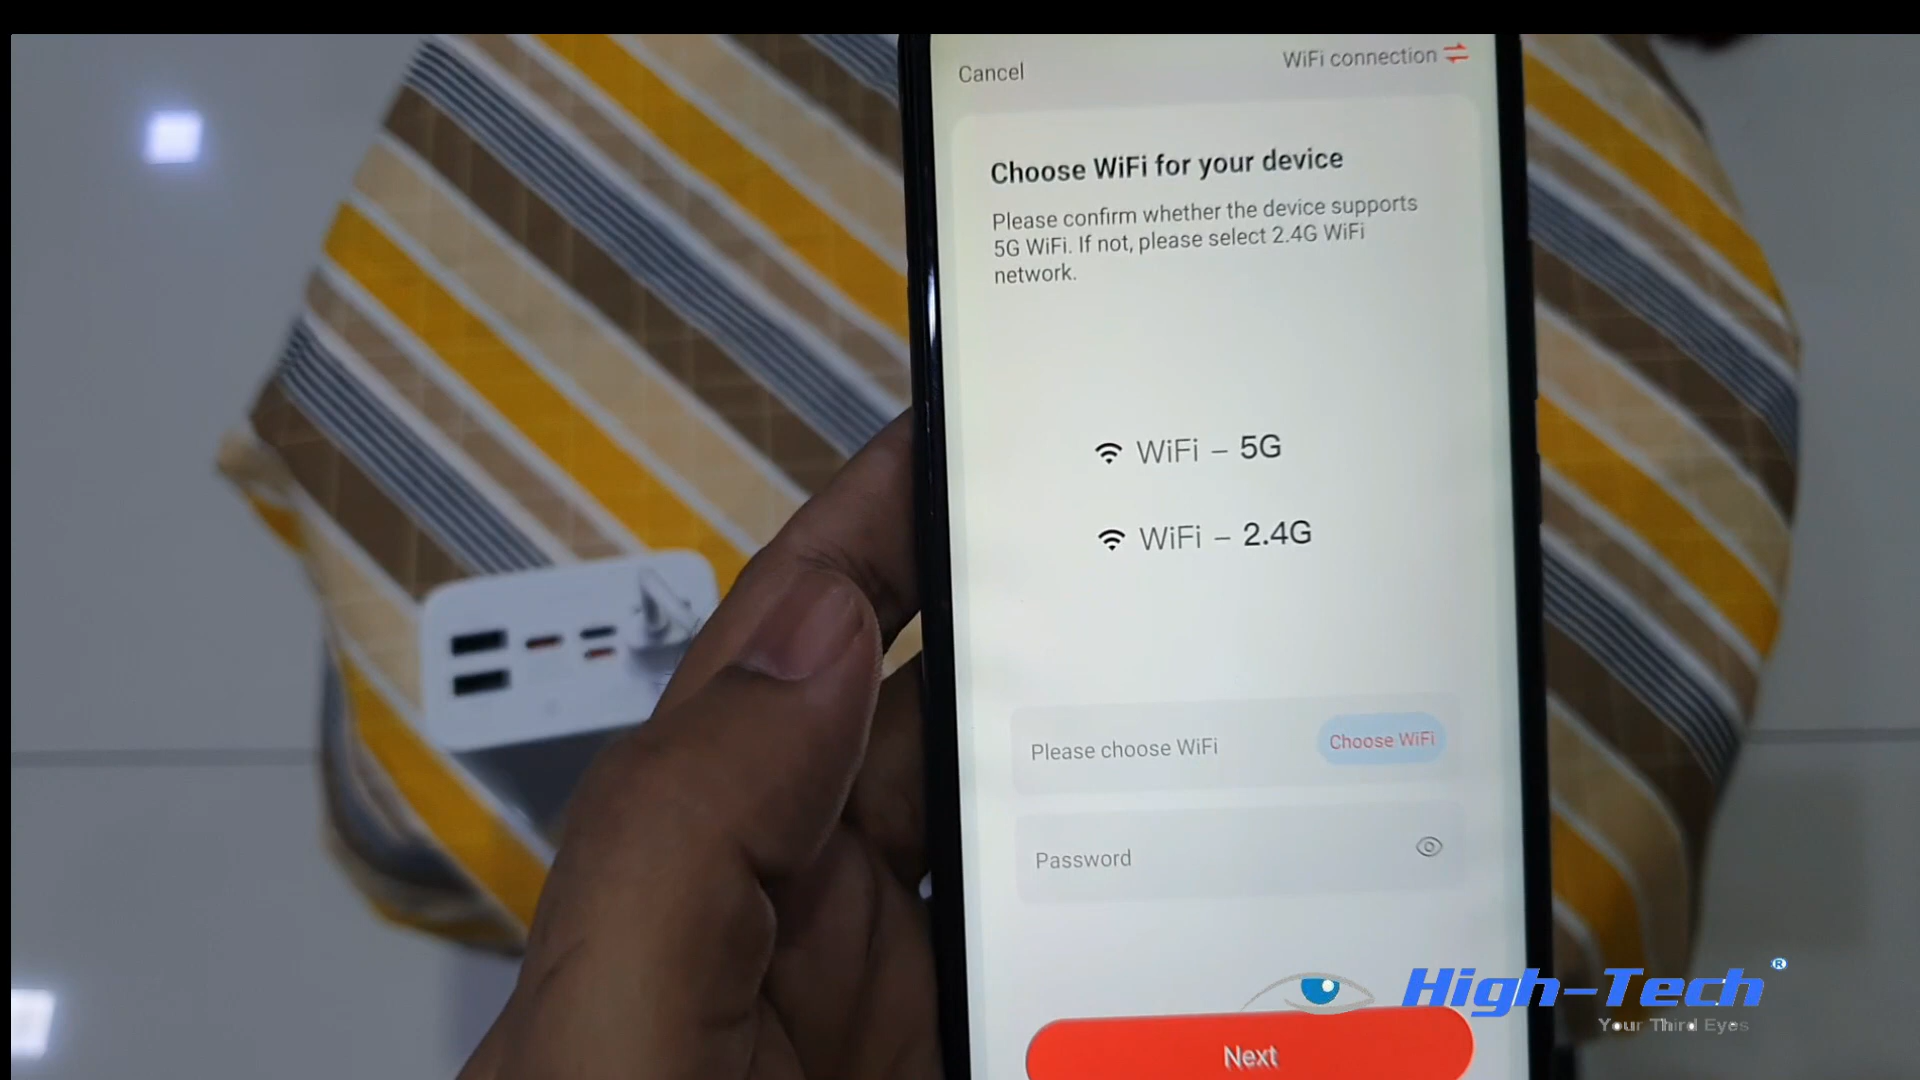 Cancel
WiFi connection
Choose WiFi for your device
Please confirm whether the device supports
5G WiFi. If not, please select 2.4G WiFi
network.
WiFi – 5G
WiFi – 2.4G
Please choose WiFi
Choose WiFi
Password
High-Tech®
Your Third Eyes
Next